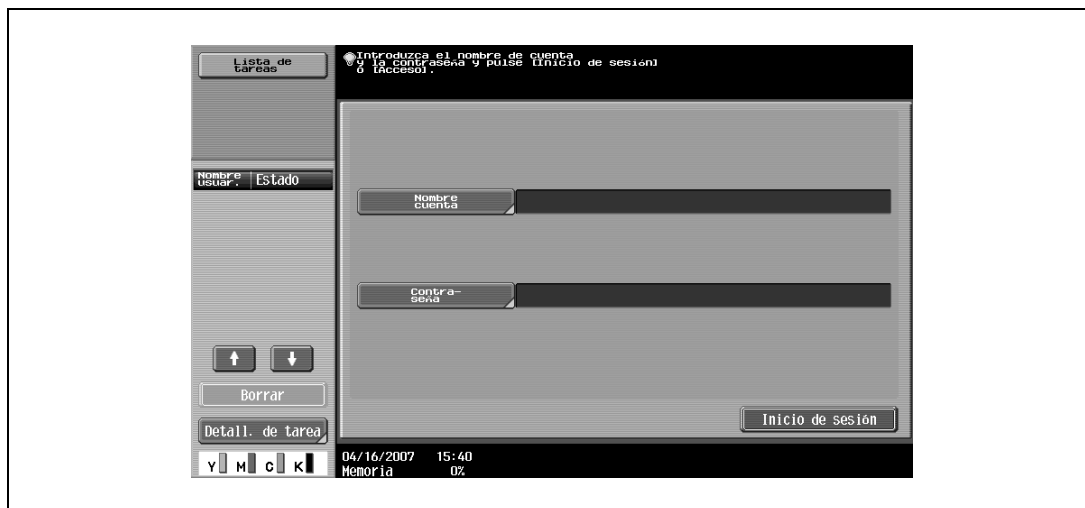 Lista de
tareas
Introduzca el nombre de cuenta
y la contraseña y pulse [Inicio de sesión]
o [Acceso].
Nombre
usuar.
Estado
Nombre
cuenta
Contra-
seña
Borrar
Detall. de tarea
Inicio de sesión
Y M C K
04/16/2007 15:40
Memoria 0%